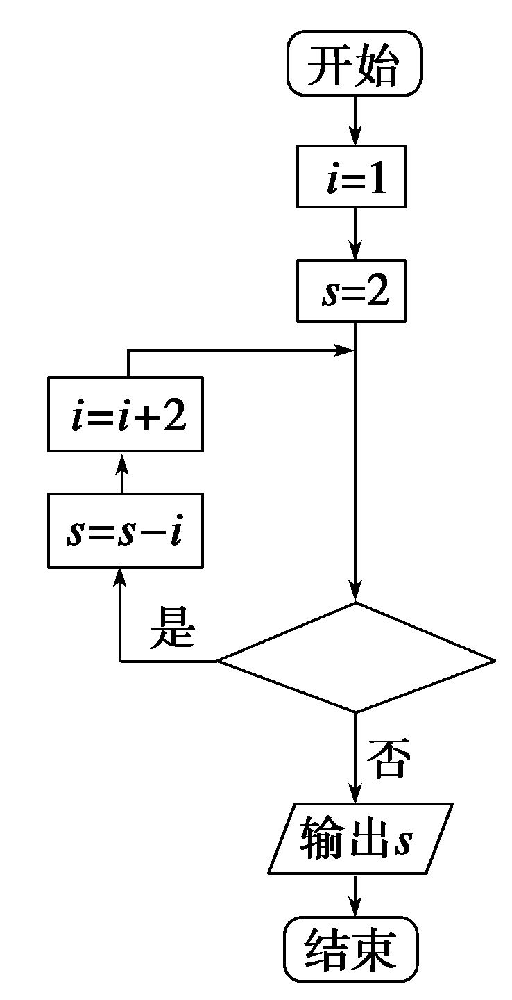 开始
i=1
s=2
i=i+2
s=s-i
是
否
输出s
结束